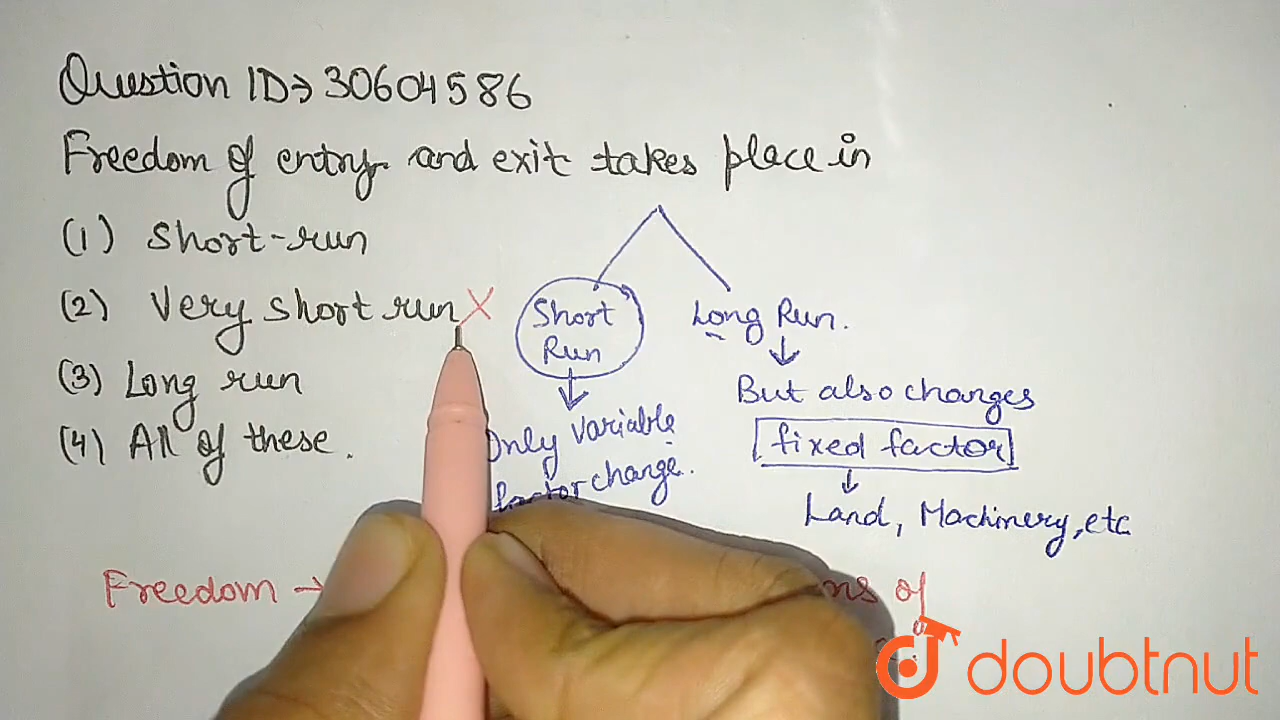 Question ID→ 30604586
Freedom of entry and exit takes place in
(1) Short-run
(2) Very short run X
(3) Long run
(4) All of these.
Short
Run
Only variable
factor change.
Long Run.
But also changes
[fixed factor]
Land, Machinery, etc
Freedom →
of
doubtnut